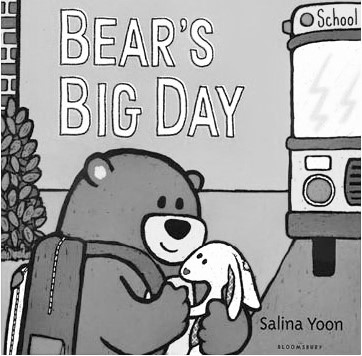 BEAR'S
BIG DAY
School
Salina Yoon
BLOOMSBURY